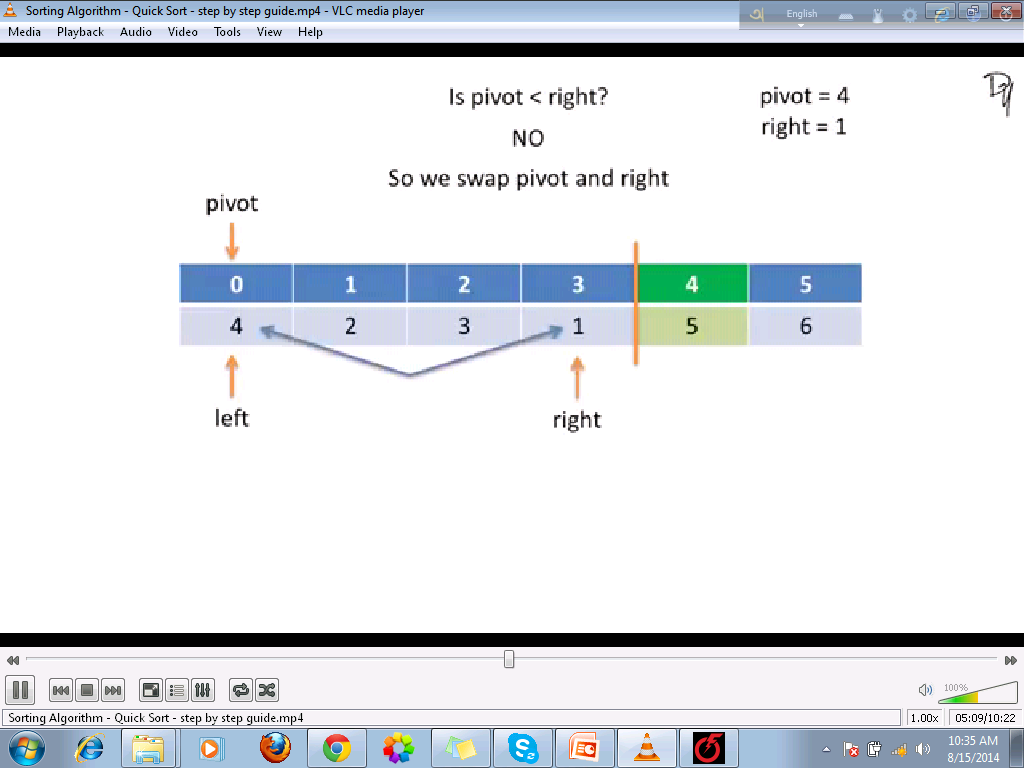 Sorting Algorithm - Quick Sort - step by step guide.mp4 - VLC media player
English
Media Playback Audio Video Tools View Help
Is pivot < right?
pivot = 4
NO
right = 1
So we swap pivot and right
pivot
0 1 2 3 4 5
4 2 3 1 5 6
left
right
100%
Sorting Algorithm - Quick Sort - step by step guide.mp4
1.00x
05:09/10:22
10:35 AM
8/15/2014